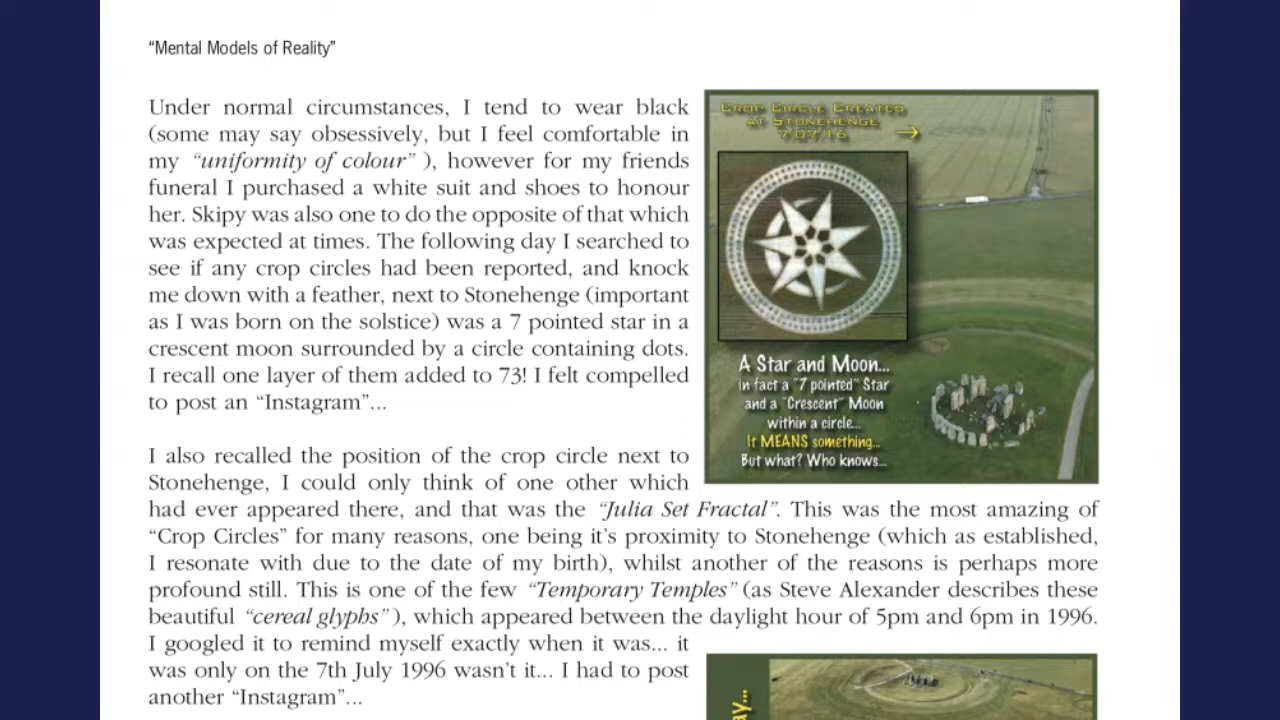 “Mental Models of Reality”
Under normal circumstances, I tend to wear black
(some may say obsessively, but I feel comfortable in
my “uniformity of colour” ), however for my friends
funeral I purchased a white suit and shoes to honour
her. Skipy was also one to do the opposite of that which
was expected at times. The following day I searched to
see if any crop circles had been reported, and knock
me down with a feather, next to Stonehenge (important
as I was born on the solstice) was a 7 pointed star in a
crescent moon surrounded by a circle containing dots.
I recall one layer of them added to 73! I felt compelled
to post an “Instagram”...
Crop Circle Created
at Stonehenge
7/07/16
A Star and Moon...
in fact a “7 pointed” Star
and a “Crescent” Moon
within a circle...
It MEANS something...
But what? Who knows...
I also recalled the position of the crop circle next to
Stonehenge, I could only think of one other which
had ever appeared there, and that was the “Julia Set Fractal”. This was the most amazing of
“Crop Circles” for many reasons, one being it’s proximity to Stonehenge (which as established,
I resonate with due to the date of my birth), whilst another of the reasons is perhaps more
profound still. This is one of the few “Temporary Temples” (as Steve Alexander describes these
beautiful “cereal glyphs”), which appeared between the daylight hour of 5pm and 6pm in 1996.
I googled it to remind myself exactly when it was... it
was only on the 7th July 1996 wasn’t it... I had to post
another “Instagram”...